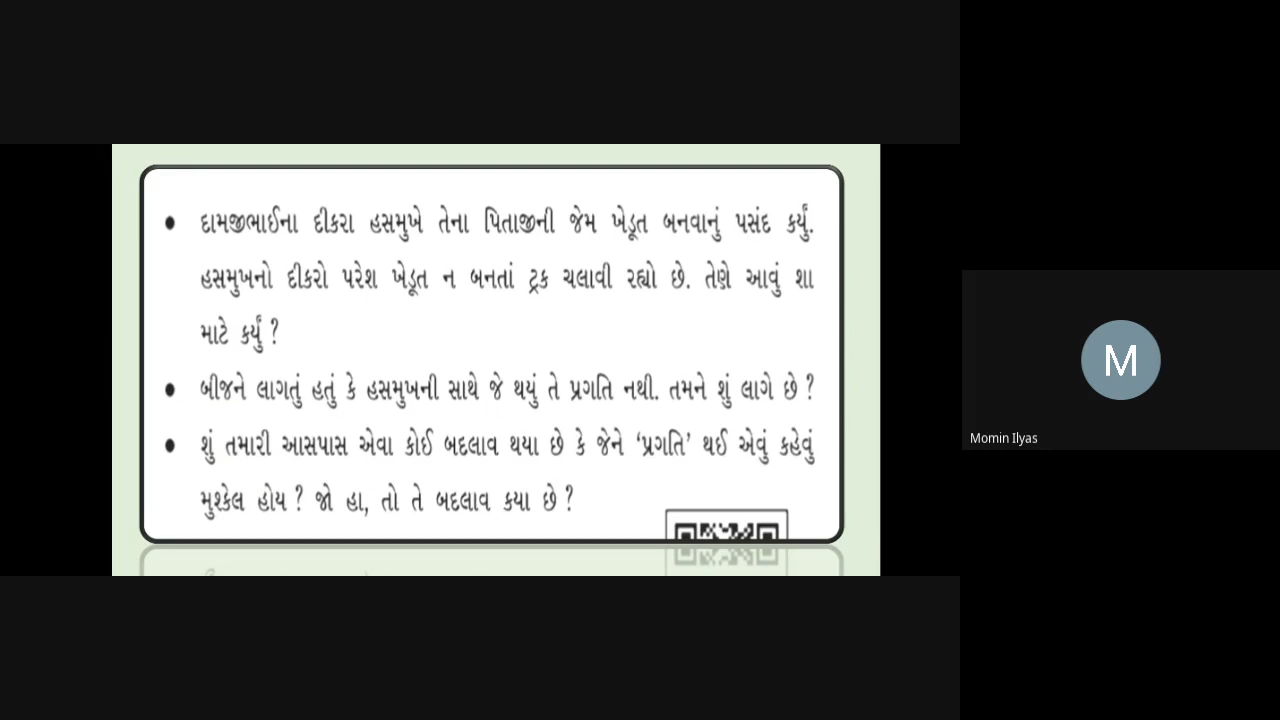 • દામજીભાઈના દીકરા હસમુખે તેના પિતાજીની જેમ ખેડૂત બનવાનું પસંદ કર્યું.
હસમુખનો દીકરો પરેશ ખેડૂત ન બનતાં ટ્રક ચલાવી રહ્યો છે. તેણે આવું શા
માટે કર્યું ?
• બીજને લાગતું હતું કે હસમુખની સાથે જે થયું તે પ્રગતિ નથી. તમને શું લાગે છે ?
• શું તમારી આસપાસ એવા કોઈ બદલાવ થયા છે કે જેને ‘પ્રગતિ’ થઈ એવું કહેવું
મુશ્કેલ હોય ? જો હા, તો તે બદલાવ કયા છે ?
M
Momin Ilyas